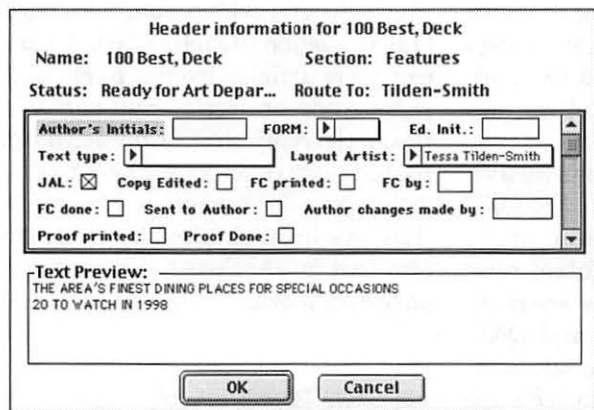 Header information for 100 Best, Deck
Name: 100 Best, Deck Section: Features
Status: Ready for Art Depar... Route To: Tilden-Smith
Author's Initials: FORM: Ed. Init.:
Text type: Layout Artist: Tessa Tilden-Smith
JAL: Copy Edited: FC printed: FC by:
FC done: Sent to Author: Author changes made by:
Proof printed: Proof Done:
Text Preview:
THE AREA'S FINEST DINING PLACES FOR SPECIAL OCCASIONS
20 TO WATCH IN 1998
OK Cancel